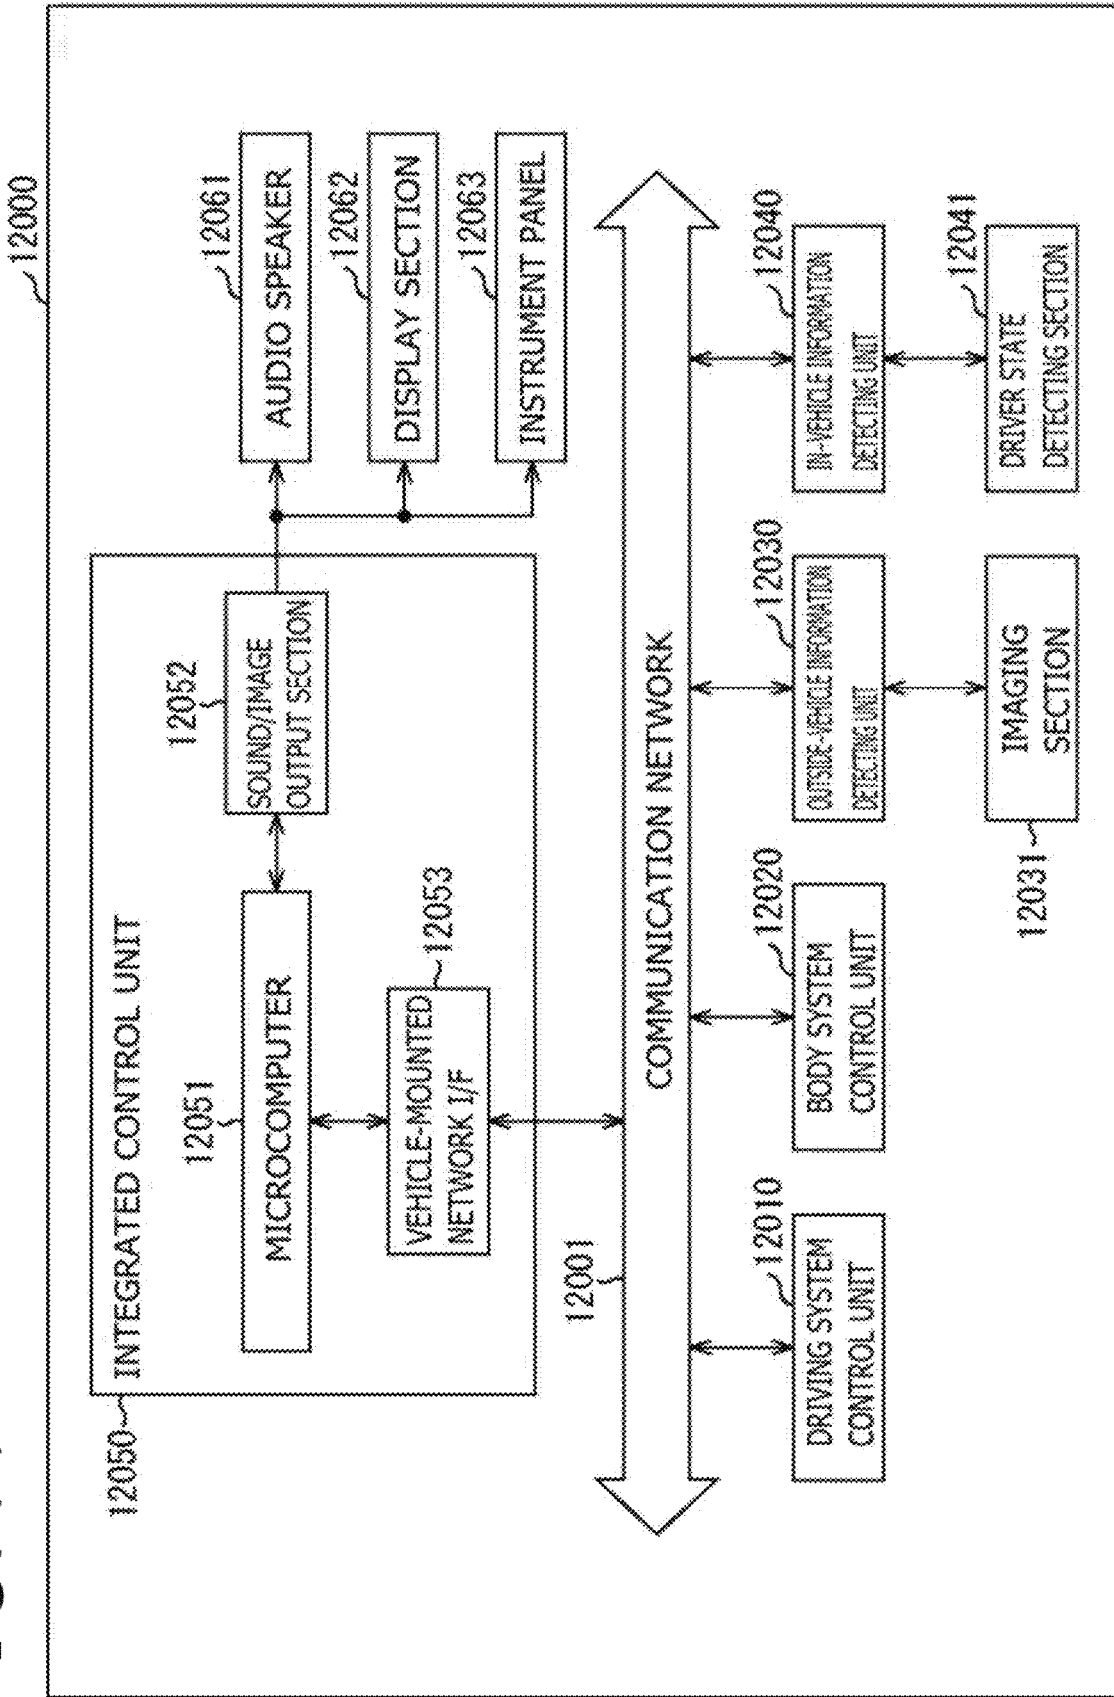 12000
12050
INTEGRATED CONTROL UNIT
12051
MICROCOMPUTER
12052
SOUND/IMAGE
OUTPUT SECTION
12053
VEHICLE-MOUNTED
NETWORK I/F
12061
AUDIO SPEAKER
12062
DISPLAY SECTION
12063
INSTRUMENT PANEL
12001
COMMUNICATION NETWORK
12010
DRIVING SYSTEM
CONTROL UNIT
12020
BODY SYSTEM
CONTROL UNIT
12030
OUTSIDE-VEHICLE INFORMATION
DETECTING UNIT
12040
IN-VEHICLE INFORMATION
DETECTING UNIT
12031
IMAGING
SECTION
12041
DRIVER STATE
DETECTING SECTION